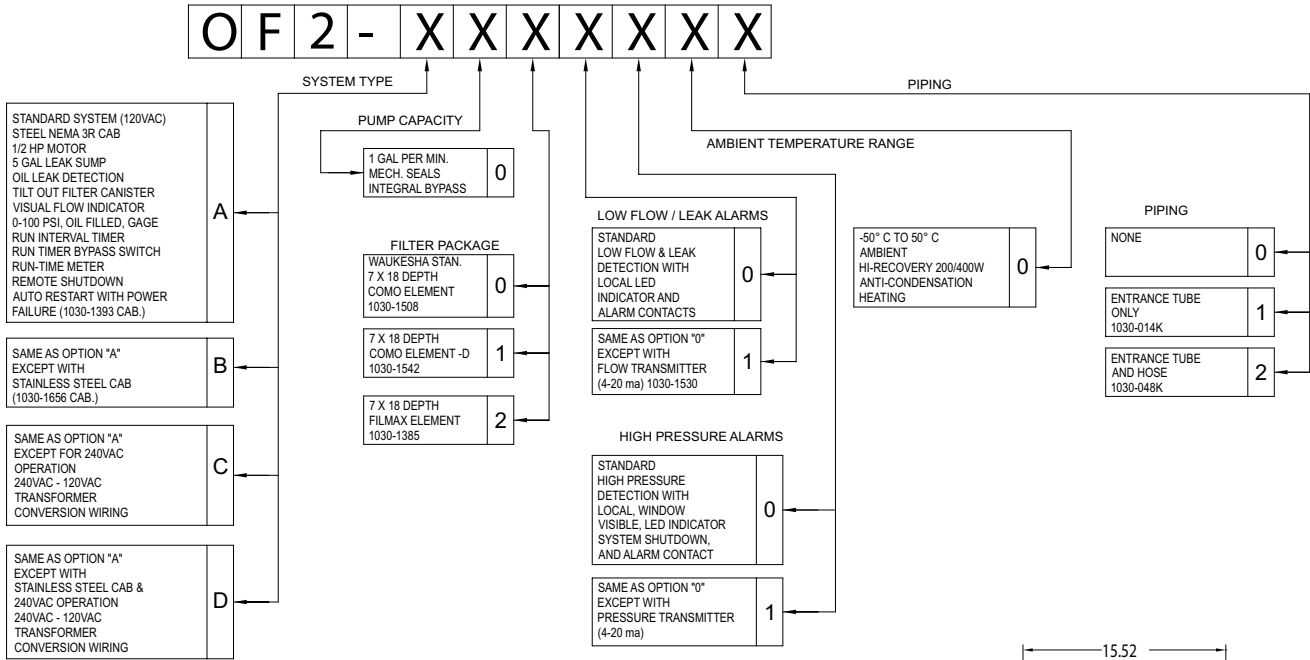 OF2-XXXXXXX
SYSTEM TYPE
STANDARD SYSTEM (120VAC)
STEEL NEMA 3R CAB
1/2 HP MOTOR
5 GAL LEAK SUMP
OIL LEAK DETECTION
TILT OUT FILTER CANISTER
VISUAL FLOW INDICATOR
0-100 PSI, OIL FILLED, GAGE
RUN INTERVAL TIMER
RUN TIMER BYPASS SWITCH
RUN-TIME METER
REMOTE SHUTDOWN
AUTO RESTART WITH POWER
FAILURE (1030-1393 CAB.)
A
SAME AS OPTION "A"
EXCEPT WITH
STAINLESS STEEL CAB
(1030-1656 CAB.)
B
SAME AS OPTION "A"
EXCEPT FOR 240VAC
OPERATION
240VAC - 120VAC
TRANSFORMER
CONVERSION WIRING
C
SAME AS OPTION "A"
EXCEPT WITH
STAINLESS STEEL CAB &
240VAC OPERATION
240VAC - 120VAC
TRANSFORMER
CONVERSION WIRING
D
PUMP CAPACITY
1 GAL PER MIN.
MECH. SEALS
INTEGRAL BYPASS
0
FILTER PACKAGE
WAUKESHA STAN.
7 X 18 DEPTH
COMO ELEMENT
1030-1508
0
7 X 18 DEPTH
COMO ELEMENT -D
1030-1542
1
7 X 18 DEPTH
FILMAX ELEMENT
1030-1385
2
LOW FLOW / LEAK ALARMS
STANDARD
LOW FLOW & LEAK
DETECTION WITH
LOCAL LED
INDICATOR AND
ALARM CONTACTS
0
SAME AS OPTION "0"
EXCEPT WITH
FLOW TRANSMITTER
(4-20 ma) 1030-1530
1
HIGH PRESSURE ALARMS
STANDARD
HIGH PRESSURE
DETECTION WITH
LOCAL, WINDOW
VISIBLE, LED INDICATOR
SYSTEM SHUTDOWN,
AND ALARM CONTACT
0
SAME AS OPTION "0"
EXCEPT WITH
PRESSURE TRANSMITTER
(4-20 ma)
1
AMBIENT TEMPERATURE RANGE
-50° C TO 50° C
AMBIENT
HI-RECOVERY 200/400W
ANTI-CONDENSATION
HEATING
0
PIPING
PIPING
NONE
0
ENTRANCE TUBE
ONLY
1030-014K
1
ENTRANCE TUBE
AND HOSE
1030-048K
2
15.52